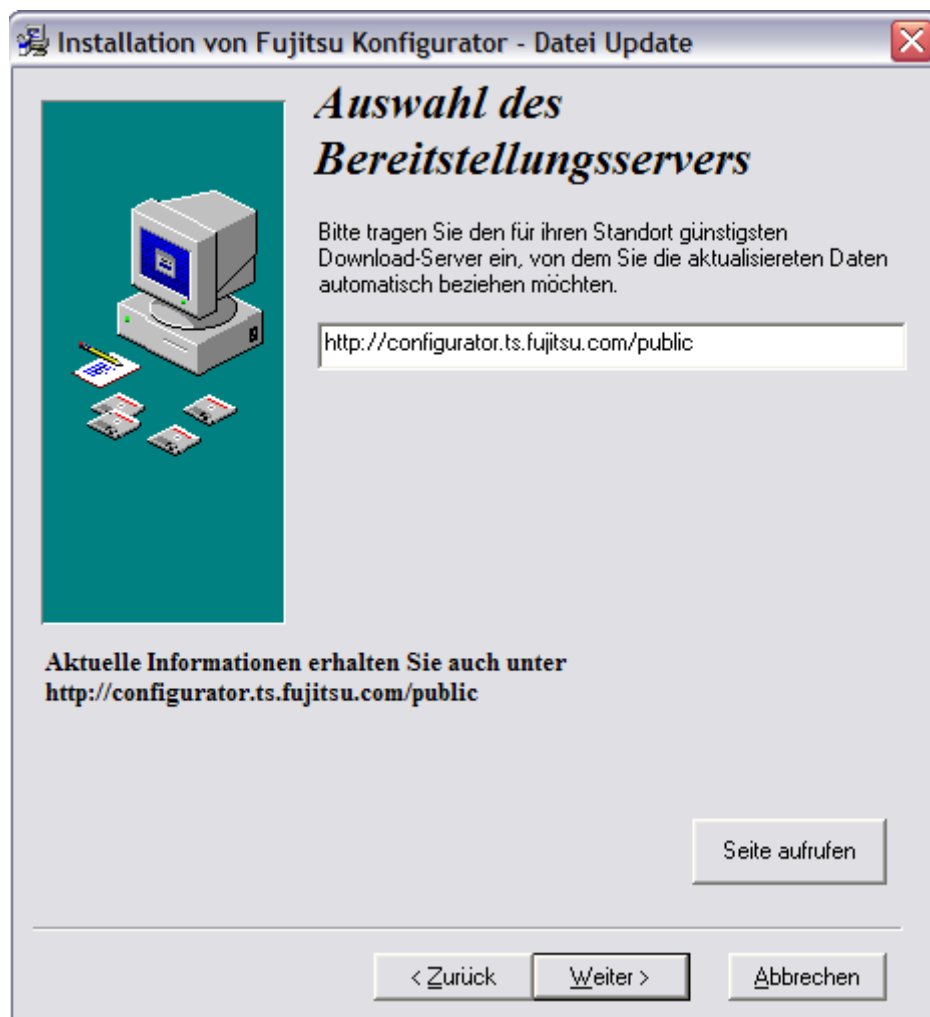 Installation von Fujitsu Konfigurator - Datei Update
Auswahl des
Bereitstellungsservers
Bitte tragen Sie den für ihren Standort günstigsten
Download-Server ein, von dem Sie die aktualisiereten Daten
automatisch beziehen möchten.
http://configurator.ts.fujitsu.com/public
Aktuelle Informationen erhalten Sie auch unter
http://configurator.ts.fujitsu.com/public
Seite aufrufen
< Zurück
Weiter >
Abbrechen